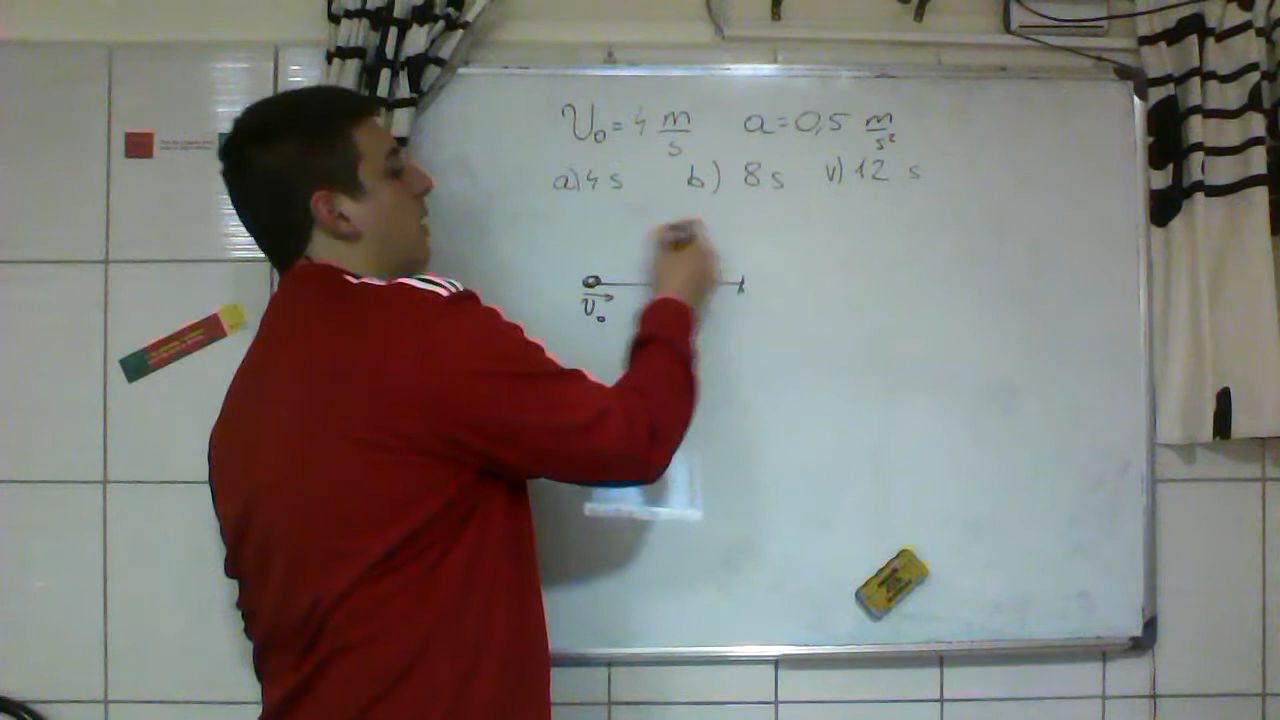 V₀ = 4 m/s a = 0,5 m/s²
a) 4 s b) 8 s v) 12 s
v₀